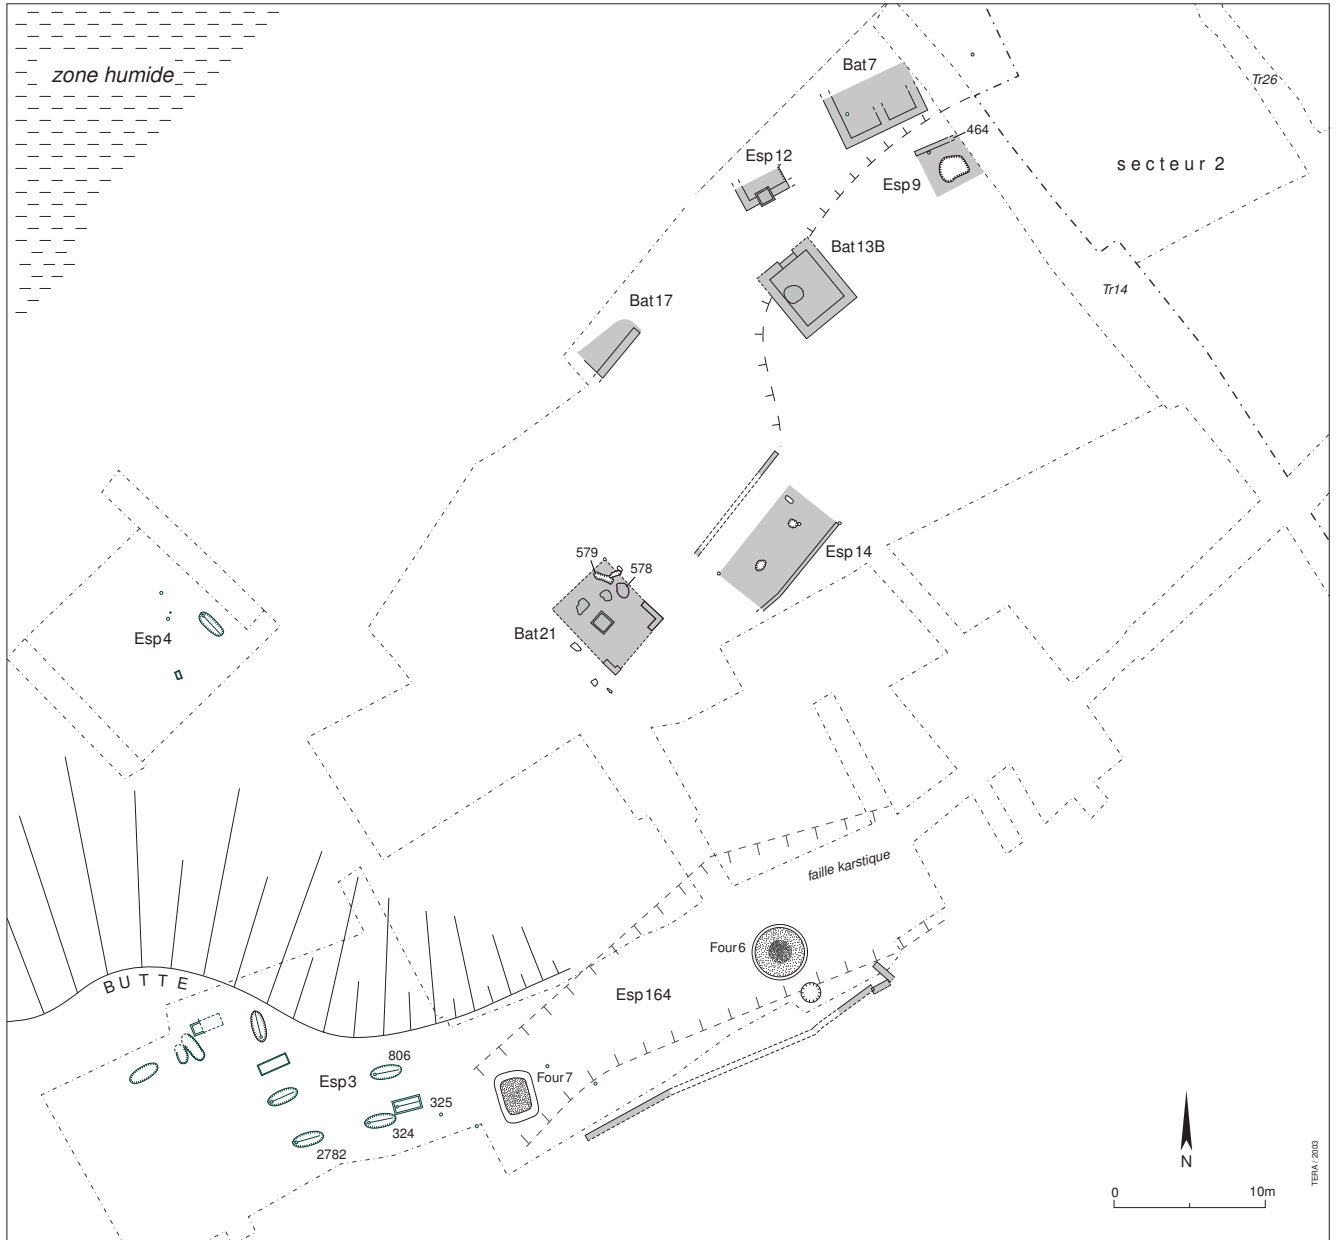 zone humide
Bat7
Tr26
464
secteur 2
Esp12
Esp9
Bat13B
Tr14
Bat17
Esp14
579
578
Bat21
Esp4
faille karstique
Four6
BUTTE
Esp164
806
Four7
Esp3
325
324
2782
N
TERA / 2003
0 10m